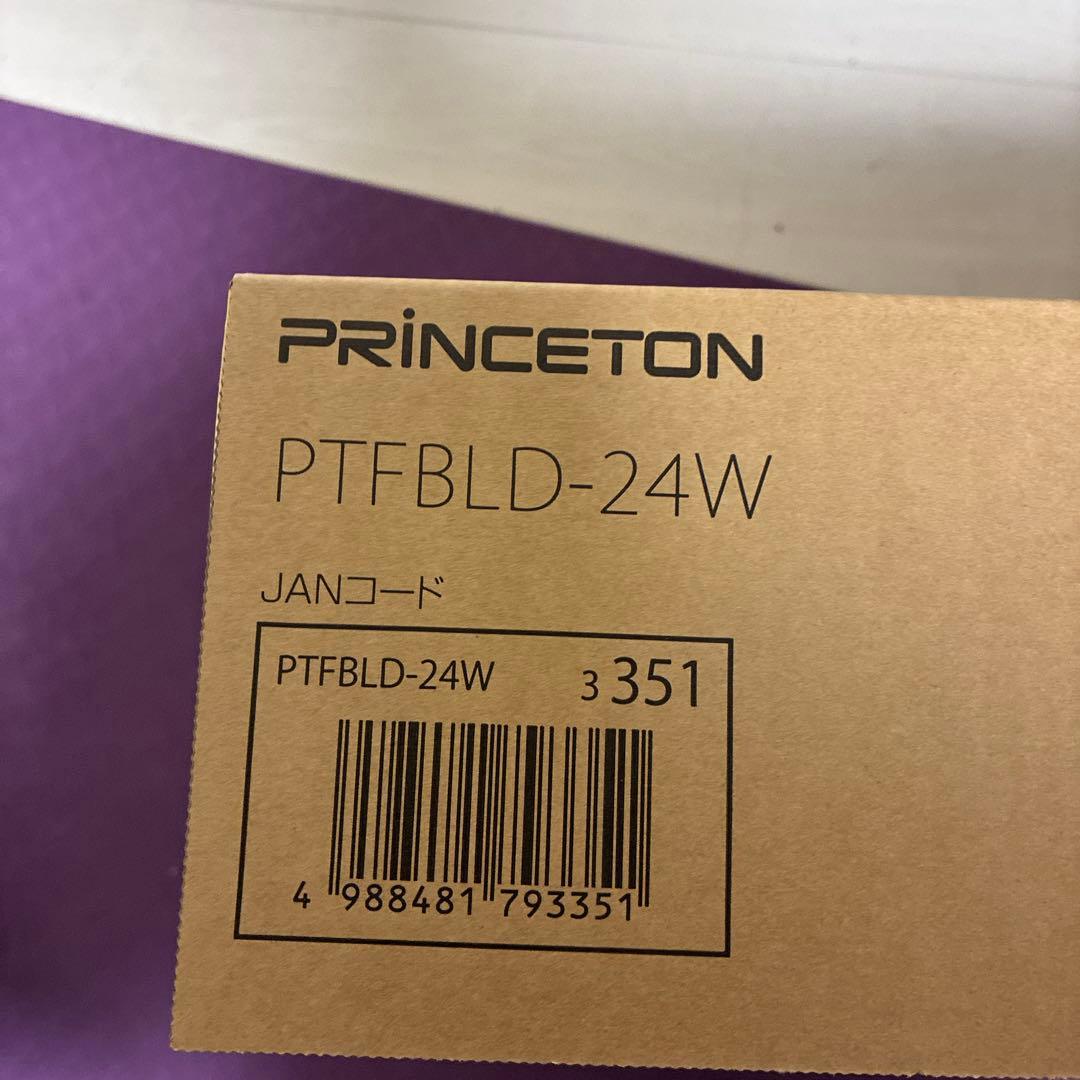 PRINCETON
PTFBLD-24W
JANコード
PTFBLD-24W 3 351
4 988481 793351